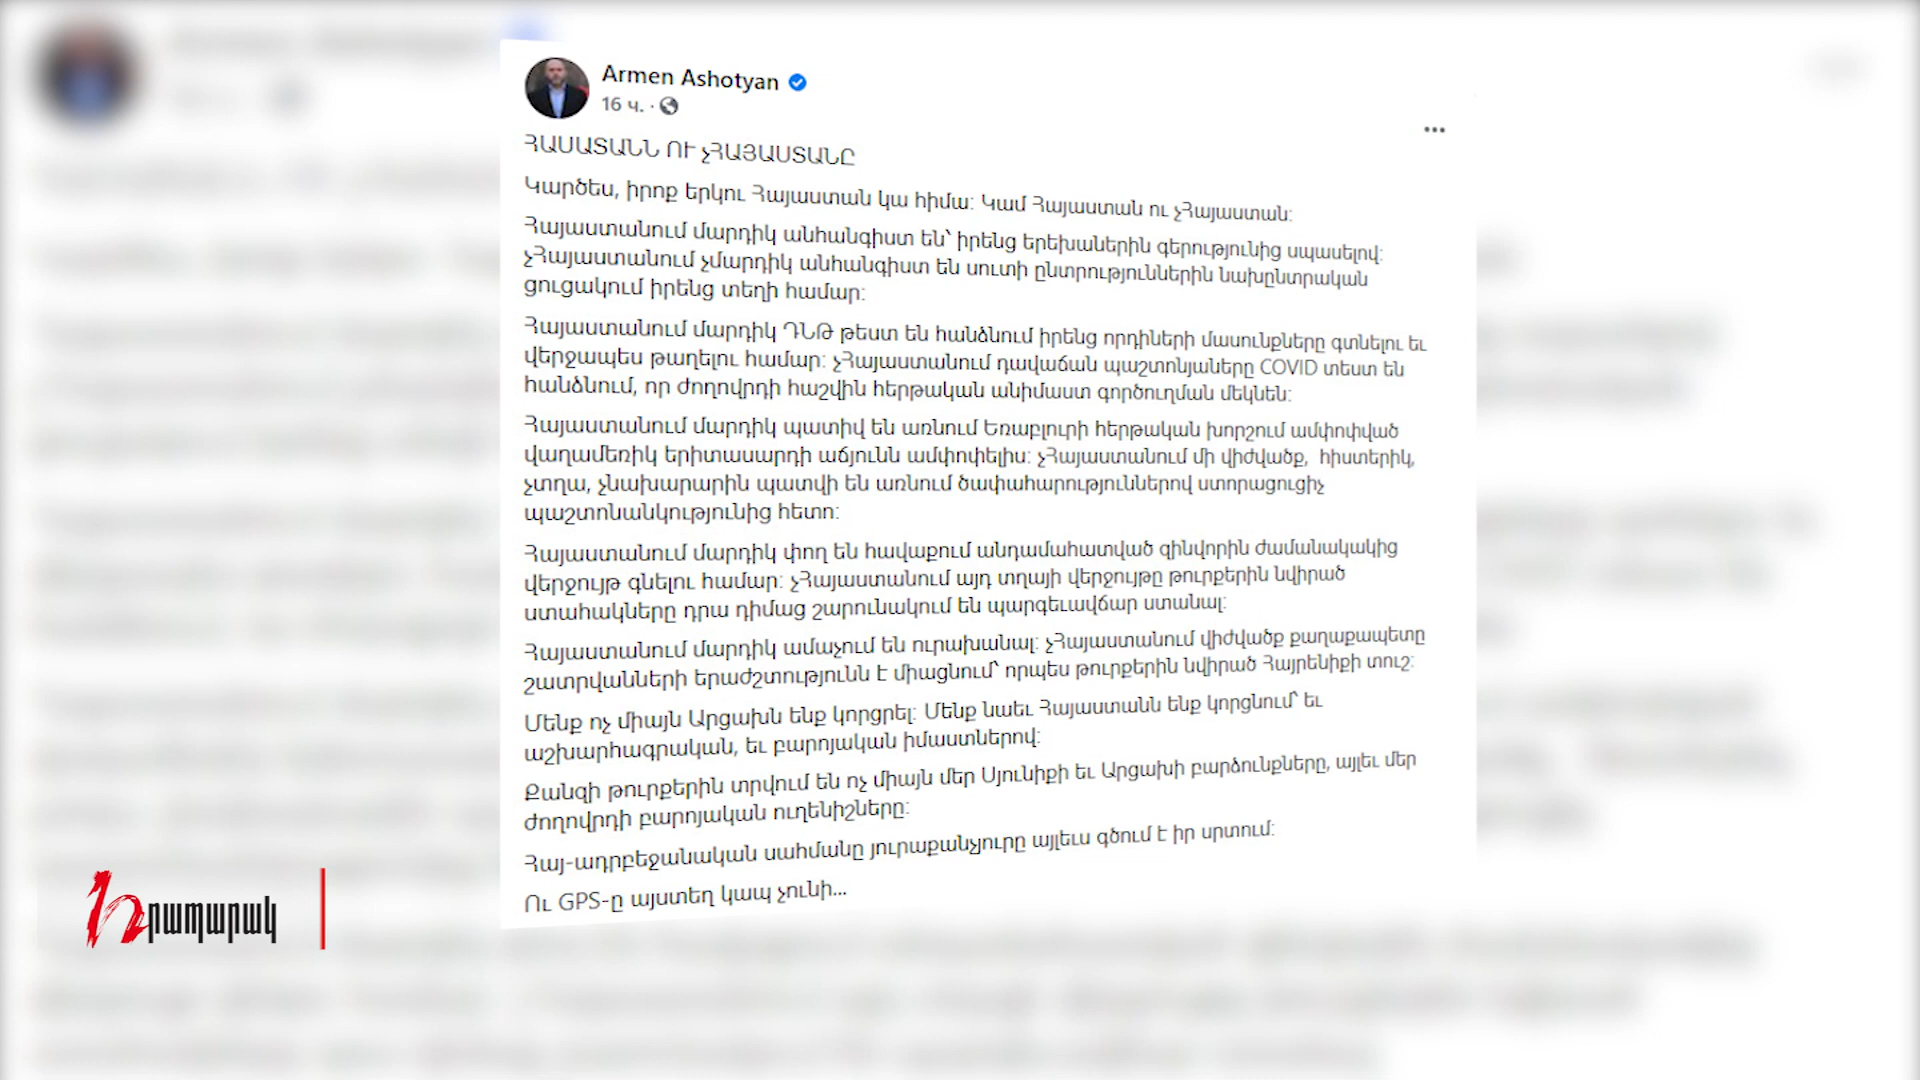 Armen Ashotyan
16 ч. ·
ՀԱՍԱՏԱՆՆ ՈՒ չՀԱՅԱՍՏԱՆԸ
Կարծես, իրոք երկու Հայաստան կա հիմա: Կամ Հայաստան ու չՀայաստան:
Հայաստանում մարդիկ անհանգիստ են՝ իրենց երեխաներին գերությունից սպասելով:
չՀայաստանում չմարդիկ անհանգիստ են սուտի ընտրություններին նախընտրական
ցուցակում իրենց տեղի համար:
Հայաստանում մարդիկ ԴՆԹ թեստ են հանձնում իրենց որդիների մասունքները գտնելու եւ
վերջապես թաղելու համար: չՀայաստանում դավաճան պաշտոնյաները COVID տեստ են
հանձնում, որ ժողովրդի հաշվին հերթական անիմաստ գործուղման մեկնեն:
Հայաստանում մարդիկ պատիվ են առնում Եռաբլուրի հերթական խորշում ամփոփված
վաղամեռիկ երիտասարդի աճյունն ամփոփելիս: չՀայաստանում մի վիժվածք, հիստերիկ,
չտղա, չնախարարին պատվի են առնում ծափահարություններով ստորացուցիչ
պաշտոնանկությունից հետո:
Հայաստանում մարդիկ փող են հավաքում անդամահատված զինվորին ժամանակակից
վերջույթ գնելու համար: չՀայաստանում այդ տղայի վերջույթը թուրքերին նվիրած
ստահակները դրա դիմաց շարունակում են պարգեւավճար ստանալ:
Հայաստանում մարդիկ ամաչում են ուրախանալ: չՀայաստանում վիժվածք քաղաքապետը
շատրվանների երաժշտությունն է միացնում՝ որպես թուրքերին նվիրած Հայրենիքի տուշ:
Մենք ոչ միայն Արցախն ենք կորցրել: Մենք նաեւ Հայաստանն ենք կորցնում՝ եւ
աշխարհագրական, եւ բարոյական իմաստներով:
Քանզի թուրքերին տրվում են ոչ միայն մեր Սյունիքի եւ Արցախի բարձունքները, այլեւ մեր
ժողովրդի բարոյական ուղենիշները:
Հայ-ադրբեջանական սահմանը յուրաքանչյուրը այլեւս գծում է իր սրտում:
Ու GPS-ը այստեղ կապ չունի...
Հրապարակ